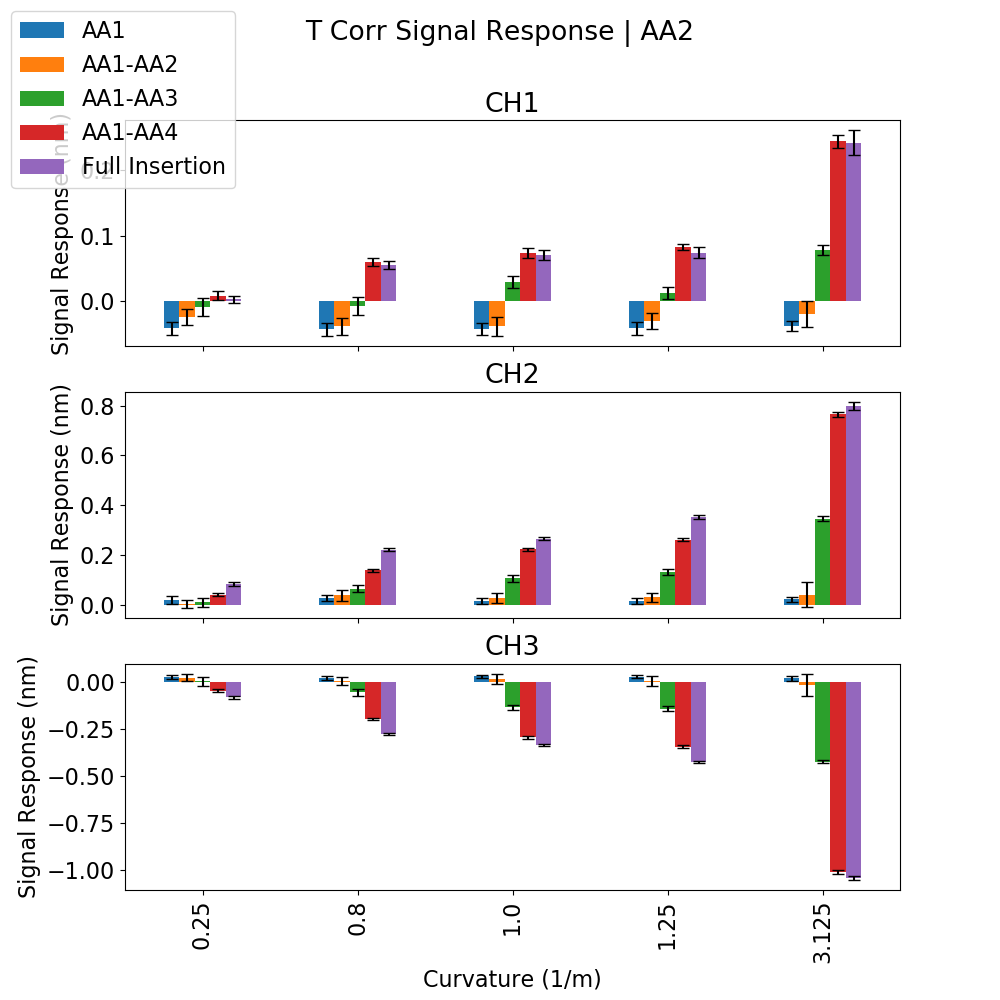 T Corr Signal Response | AA2
AA1
AA1-AA2
AA1-AA3
AA1-AA4
Full Insertion
CH1
Signal Response (nm)
0.2
0.1
0.0
CH2
Signal Response (nm)
0.8
0.6
0.4
0.2
0.0
CH3
Signal Response (nm)
0.00
−0.25
−0.50
−0.75
−1.00
0.25
0.8
1.0
1.25
3.125
Curvature (1/m)